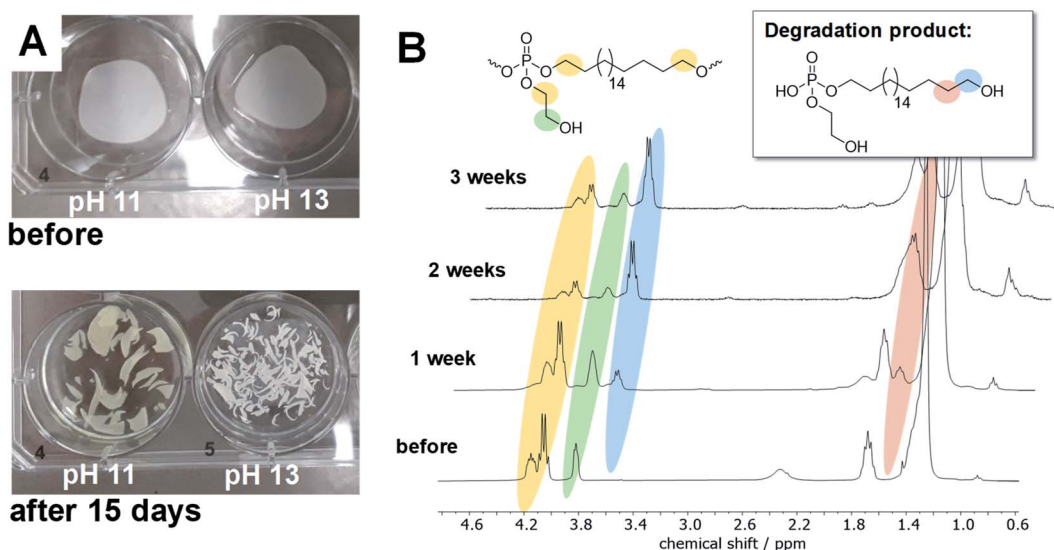 A
4
pH 11
pH 13
before
4
5
pH 11
pH 13
after 15 days
B
O
O
P
O
O
O
14
OH
Degradation product:
O
HO
P
O
O
14
OH
OH
3 weeks
2 weeks
1 week
before
4.6 3.8 3.4 3.0 2.6 2.2 1.8 1.4 1.0 0.6
chemical shift / ppm